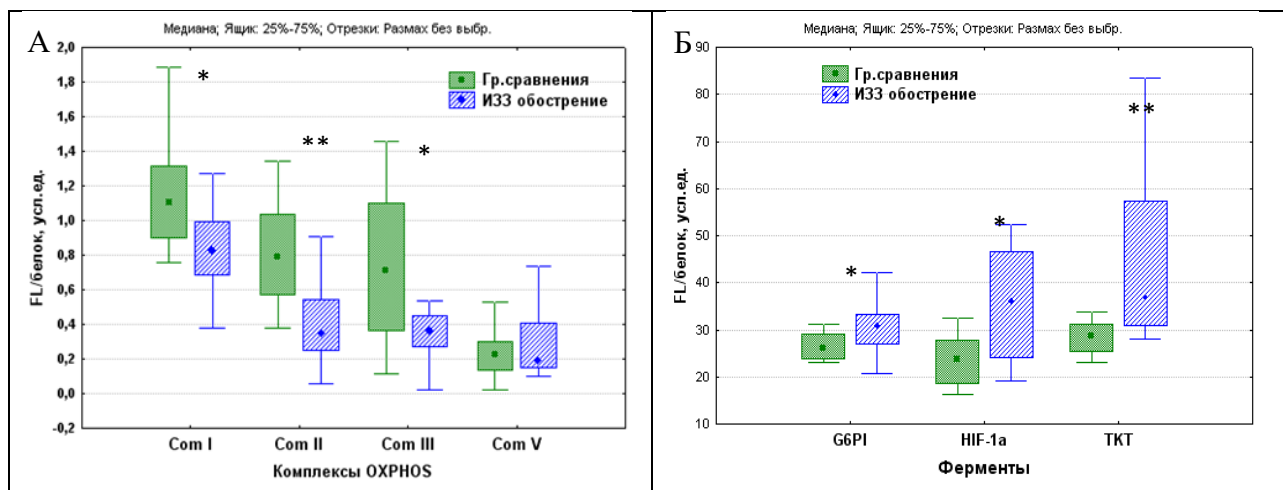 А
Медиана; Ящик: 25%-75%; Отрезки: Размах без выбр.
2,0
1,8
1,6
1,4
1,2
1,0
0,8
0,6
0,4
0,2
0,0
-0,2
FL/белок, усл.ед.
Гр.сравнения
ИЗЗ обострение
*
**
*
Com I Com II Com III Com V
Комплексы OXPHOS
Б
Медиана; Ящик: 25%-75%; Отрезки: Размах без выбр.
90
80
70
60
50
40
30
20
10
FL/белок, усл.ед.
Гр.сравнения
ИЗЗ обострение
*
*
**
G6PI HIF-1a TKT
Ферменты